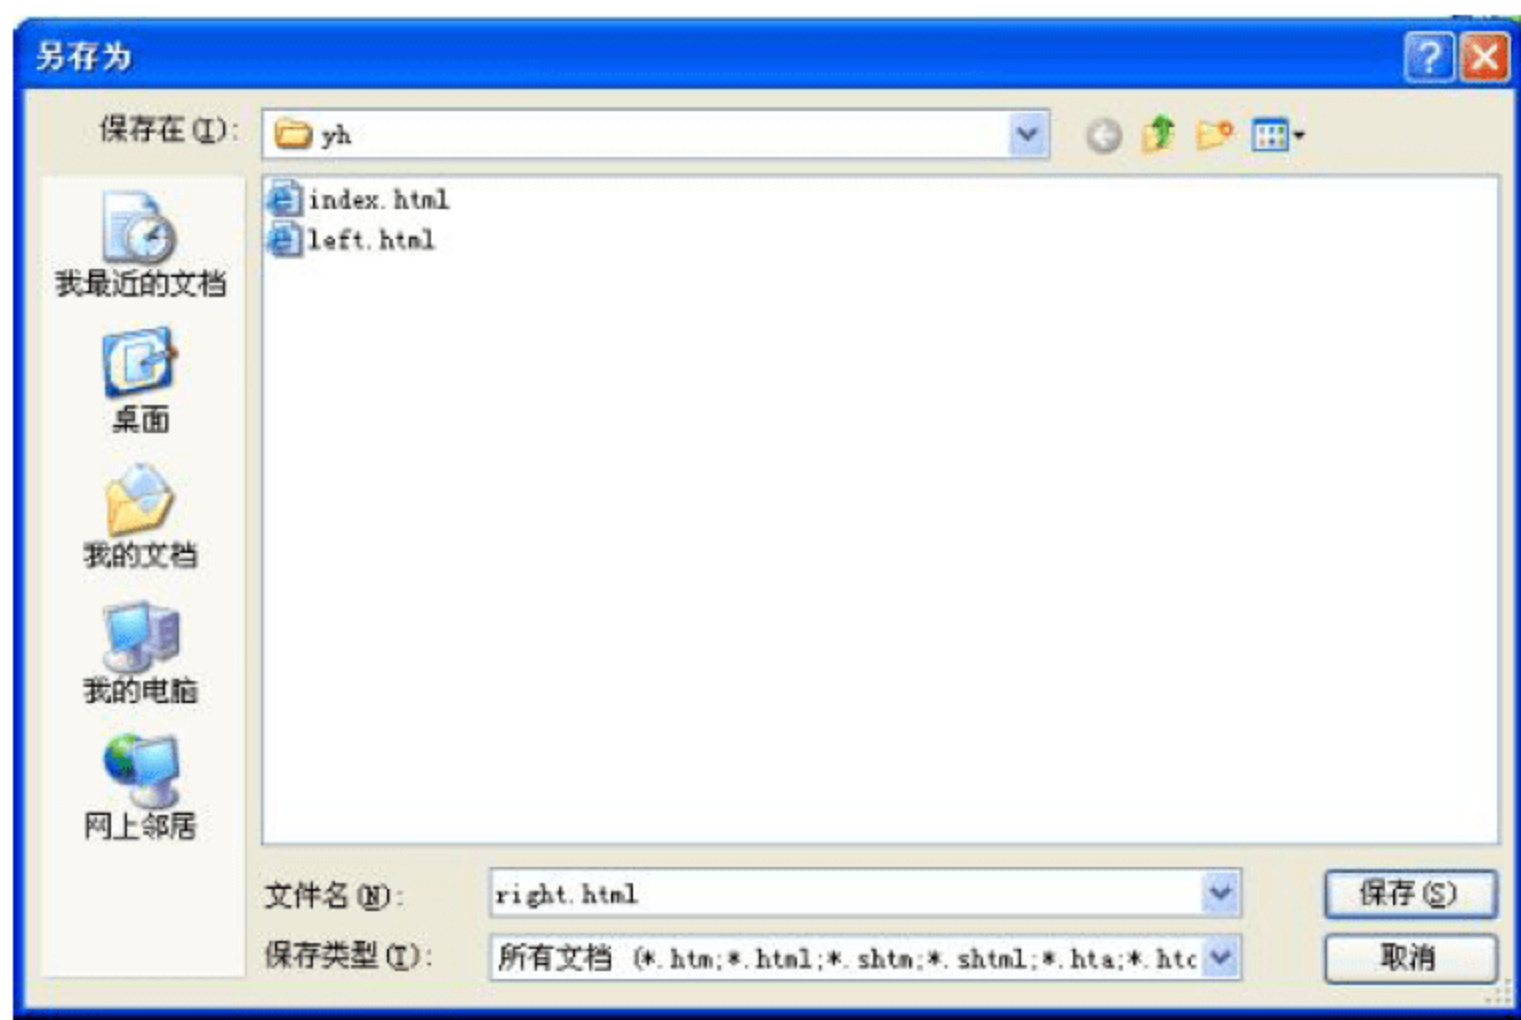 另存为
保存在(I):
yh
index.html
left.html
我最近的文档
桌面
我的文档
我的电脑
网上邻居
文件名(N):
right.html
保存(S)
保存类型(T):
所有文档 (*.htm;*.html;*.shtm;*.shtml;*.hta;*.htc
取消